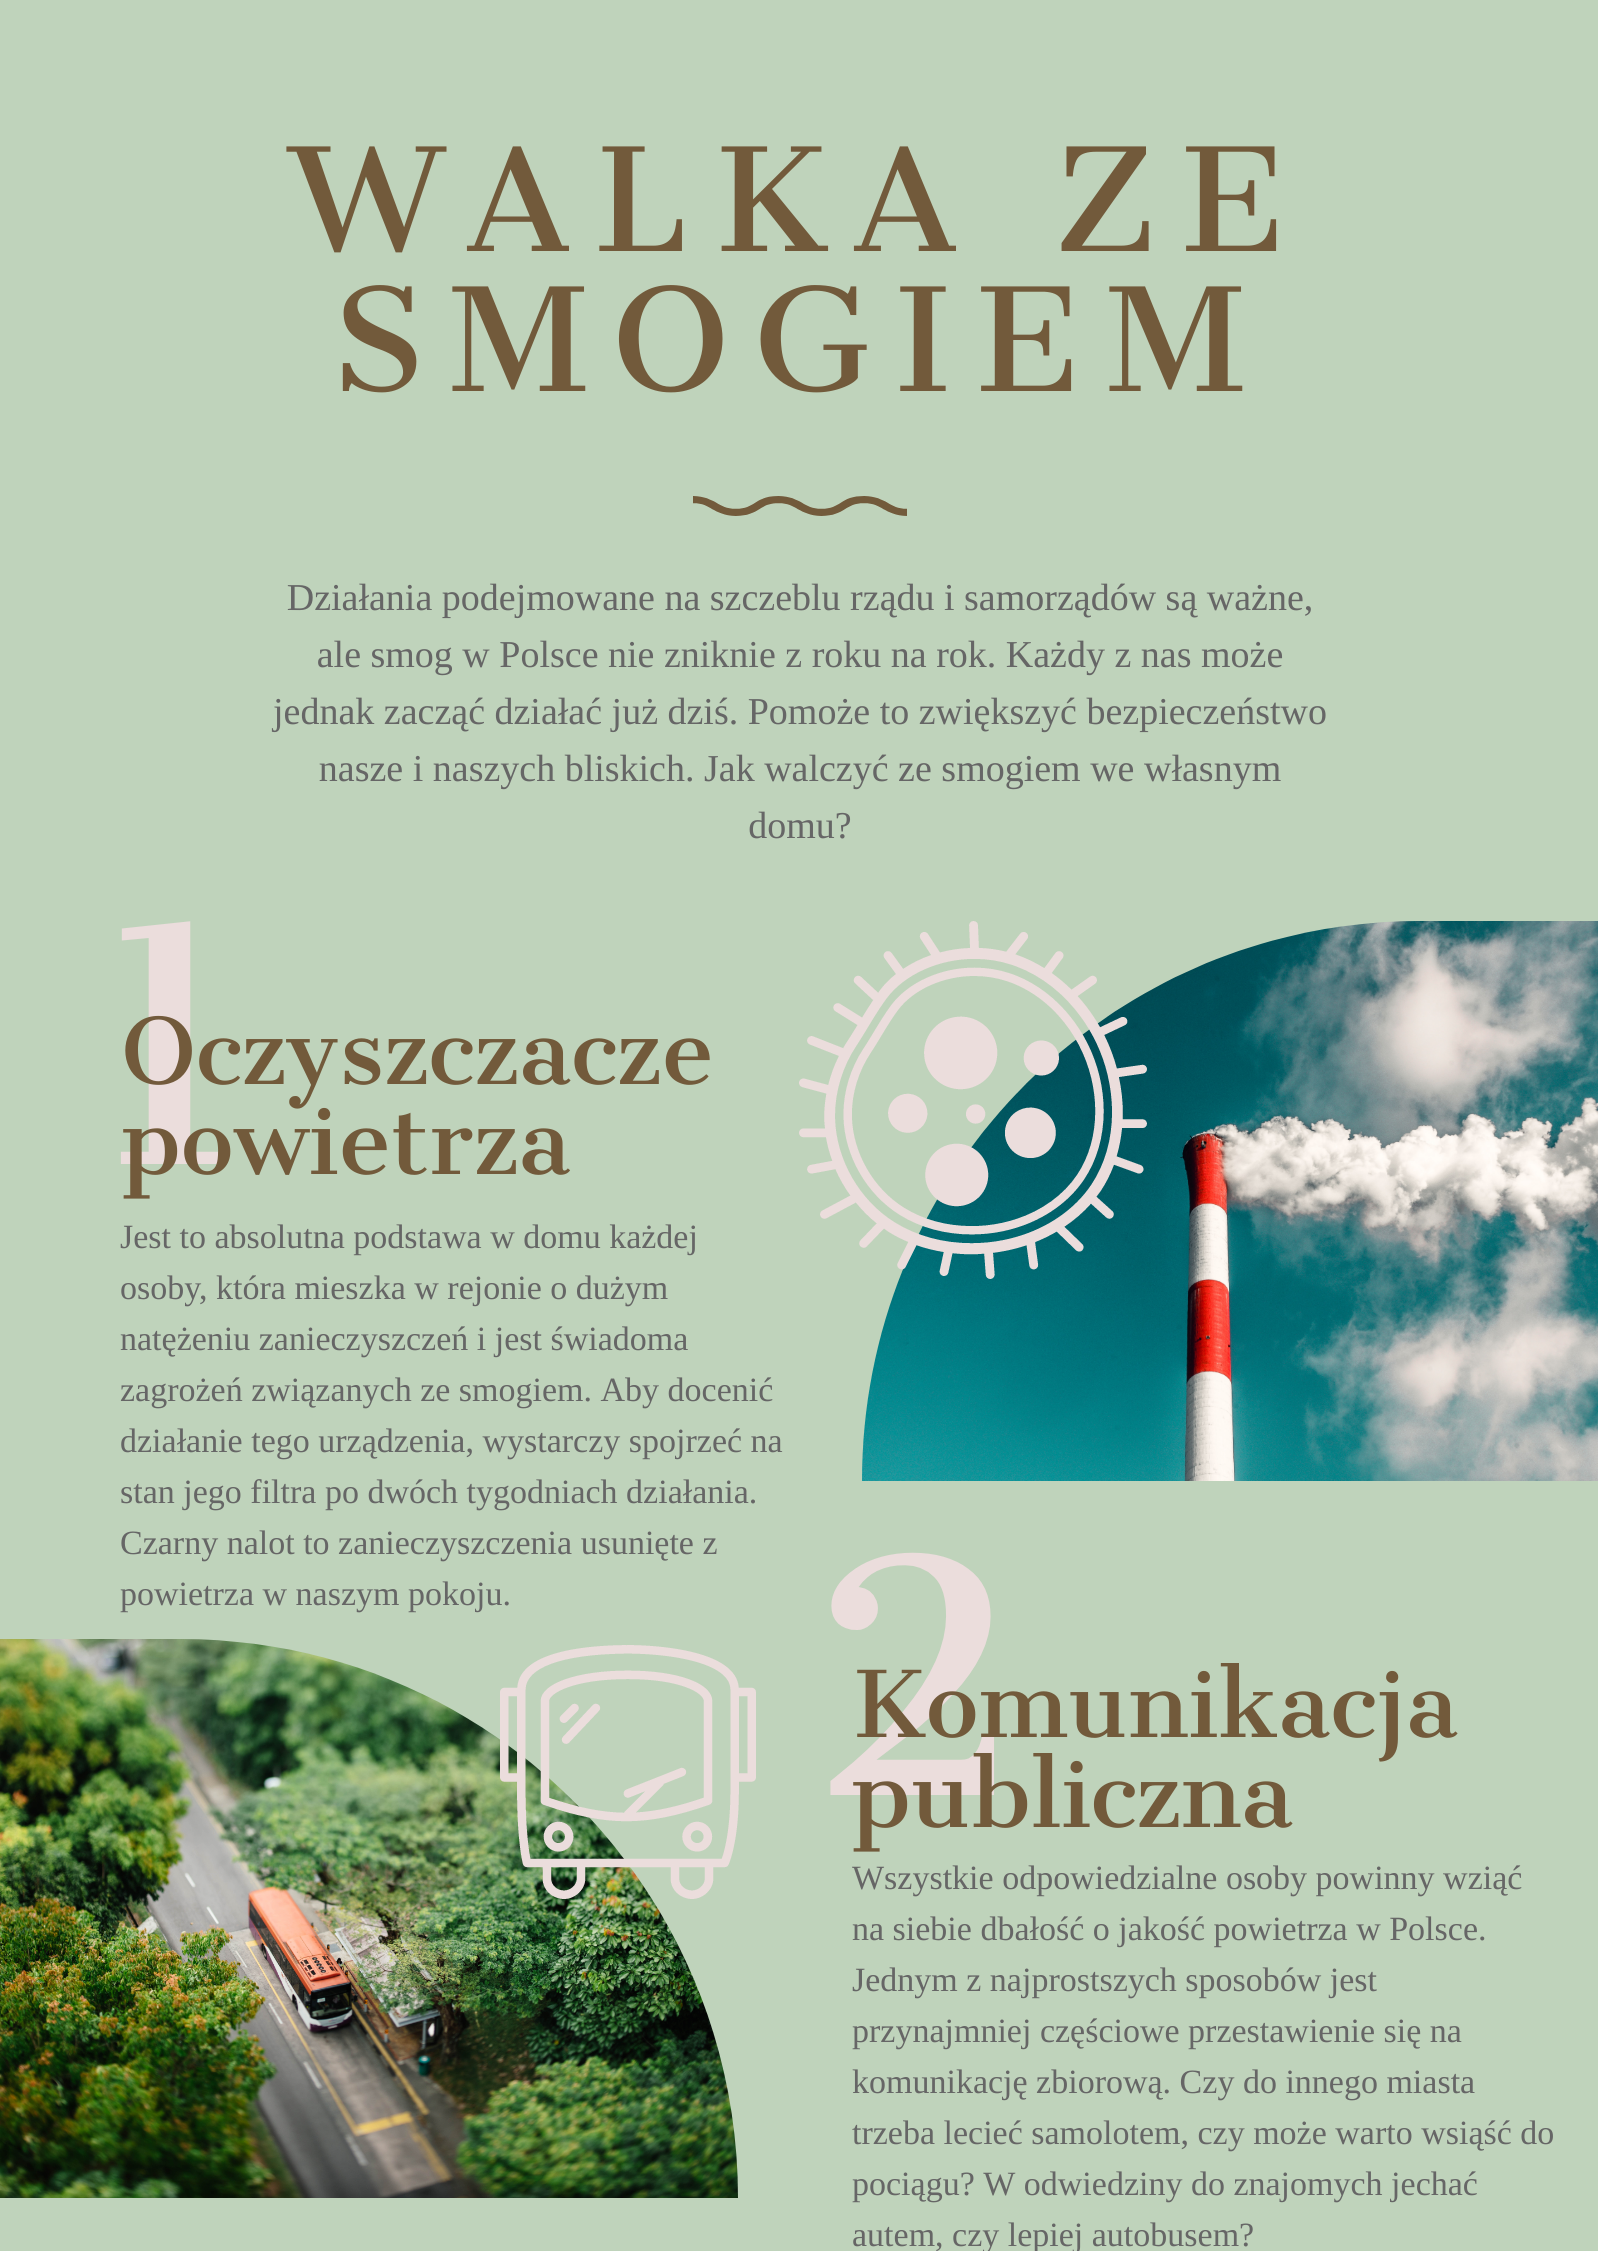 WALKA ZE
SMOGIEM
Działania podejmowane na szczeblu rządu i samorządów są ważne,
ale smog w Polsce nie zniknie z roku na rok. Każdy z nas może
jednak zacząć działać już dziś. Pomoże to zwiększyć bezpieczeństwo
nasze i naszych bliskich. Jak walczyć ze smogiem we własnym
domu?
1
Oczyszczacze
powietrza
Jest to absolutna podstawa w domu każdej
osoby, która mieszka w rejonie o dużym
natężeniu zanieczyszczeń i jest świadoma
zagrożeń związanych ze smogiem. Aby docenić
działanie tego urządzenia, wystarczy spojrzeć na
stan jego filtra po dwóch tygodniach działania.
Czarny nalot to zanieczyszczenia usunięte z
powietrza w naszym pokoju.
2
Komunikacja
publiczna
Wszystkie odpowiedzialne osoby powinny wziąć
na siebie dbałość o jakość powietrza w Polsce.
Jednym z najprostszych sposobów jest
przynajmniej częściowe przestawienie się na
komunikację zbiorową. Czy do innego miasta
trzeba lecieć samolotem, czy może warto wsiąść do
pociągu? W odwiedziny do znajomych jechać
autem, czy lepiej autobusem?